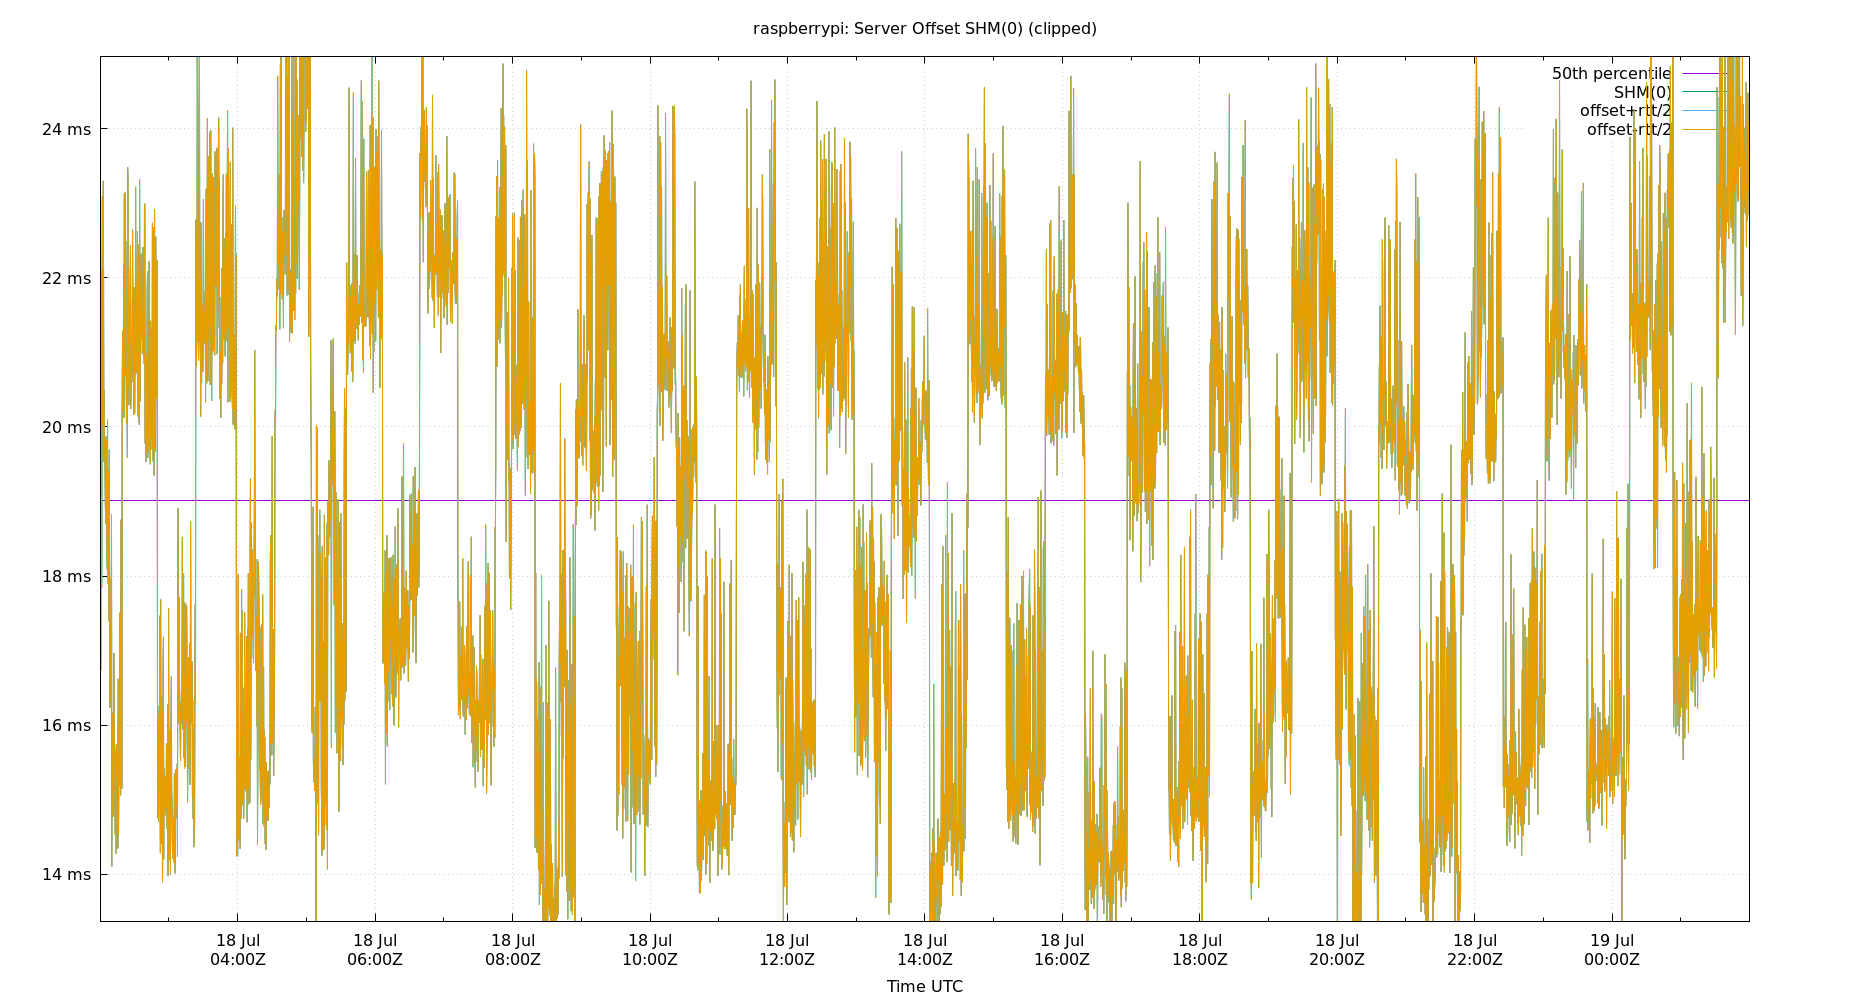 raspberrypi: Server Offset SHM(0) (clipped)
50th percentile
SHM(0)
offset+rtt/2
offset-rtt/2
24 ms
22 ms
20 ms
18 ms
16 ms
14 ms
18 Jul 18 Jul 18 Jul 18 Jul 18 Jul 18 Jul 18 Jul 18 Jul 18 Jul 18 Jul 19 Jul
04:00Z 06:00Z 08:00Z 10:00Z 12:00Z 14:00Z 16:00Z 18:00Z 20:00Z 22:00Z 00:00Z
Time UTC